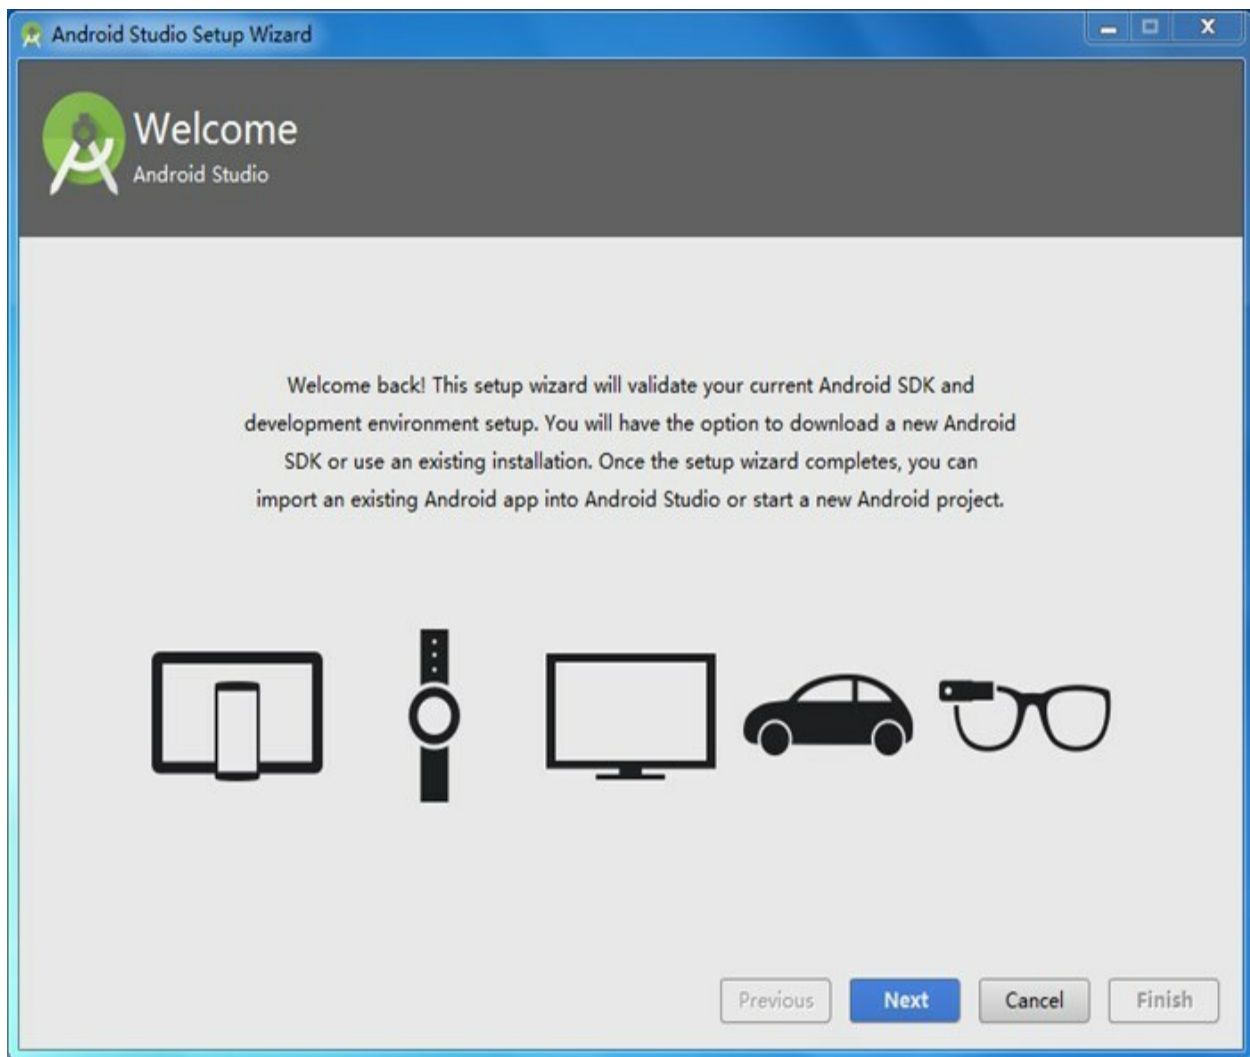 Android Studio Setup Wizard
Welcome
Android Studio
Welcome back! This setup wizard will validate your current Android SDK and
development environment setup. You will have the option to download a new Android
SDK or use an existing installation. Once the setup wizard completes, you can
import an existing Android app into Android Studio or start a new Android project.
Previous Next Cancel Finish